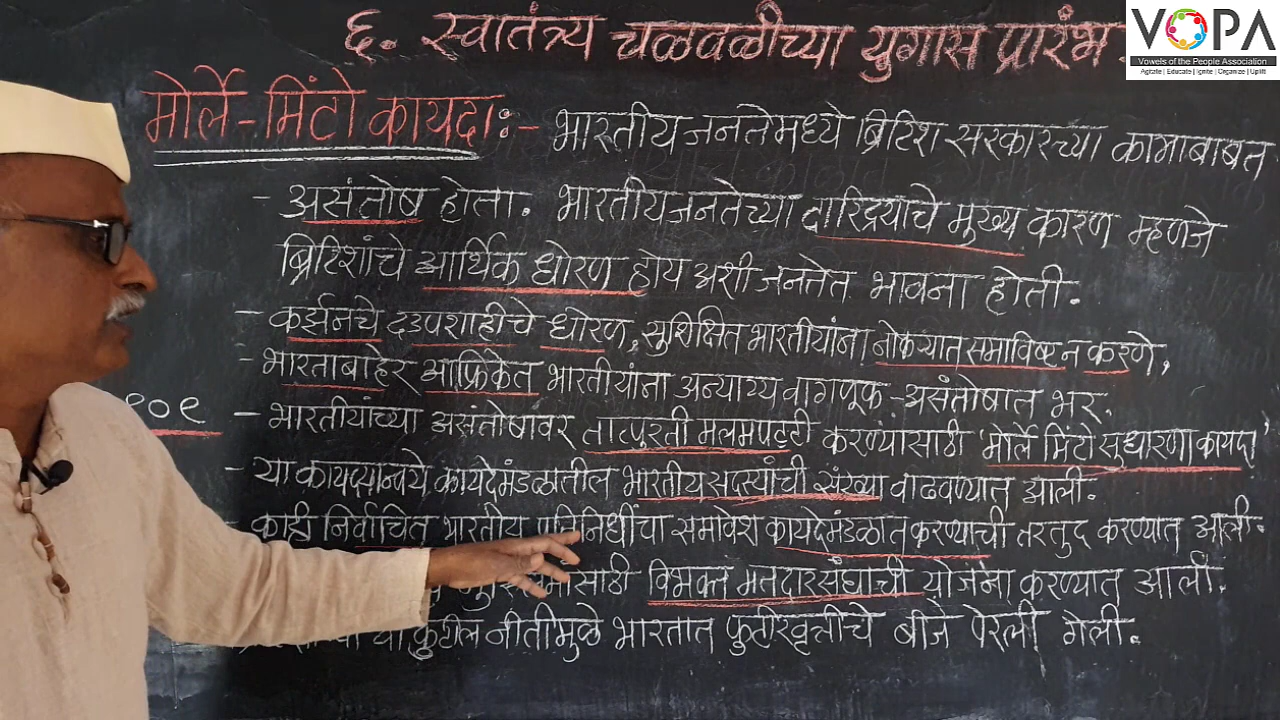 ६. स्वातंत्र्य चळवळीच्या युगास प्रारंभ.
VOPA
Vowels of the People Association
Agitate | Educate | Ignite | Organize | Uplift
मोर्ले-मिंटो कायदा:- भारतीय जनतेमध्ये ब्रिटिश सरकारच्या कामाबाबत
- असंतोष होता. भारतीय जनतेच्या दारिद्र्याचे मुख्य कारण म्हणजे
ब्रिटिशांचे आर्थिक धोरण होय अशी जनतेत भावना होती.
- कर्झनचे दडपशाहीचे धोरण, सुशिक्षित भारतीयांना नोकऱ्यात समाविष्ट न करणे,
- भारताबाहेर आफ्रिकेत भारतीयांना अन्याय्य वागणूक - असंतोषात भर.
९०९ - भारतीयांच्या असंतोषांवर तात्पुरती मलमपट्टी करण्यासाठी 'मोर्ले मिंटो सुधारणा कायदा'
- या कायद्यान्वये कायदेमंडळातील भारतीय सदस्यांची संख्या वाढवण्यात आली.
- काही निर्वाचित भारतीय प्रतिनिधींचा समावेश कायदेमंडळात करण्याची तरतुद करण्यात आली.
विभक्त मतदारसंघाची योजना करण्यात आली.
या कुटील नीतीमुळे भारतात फुटीरवृत्तीचे बीजे पेरली गेली.